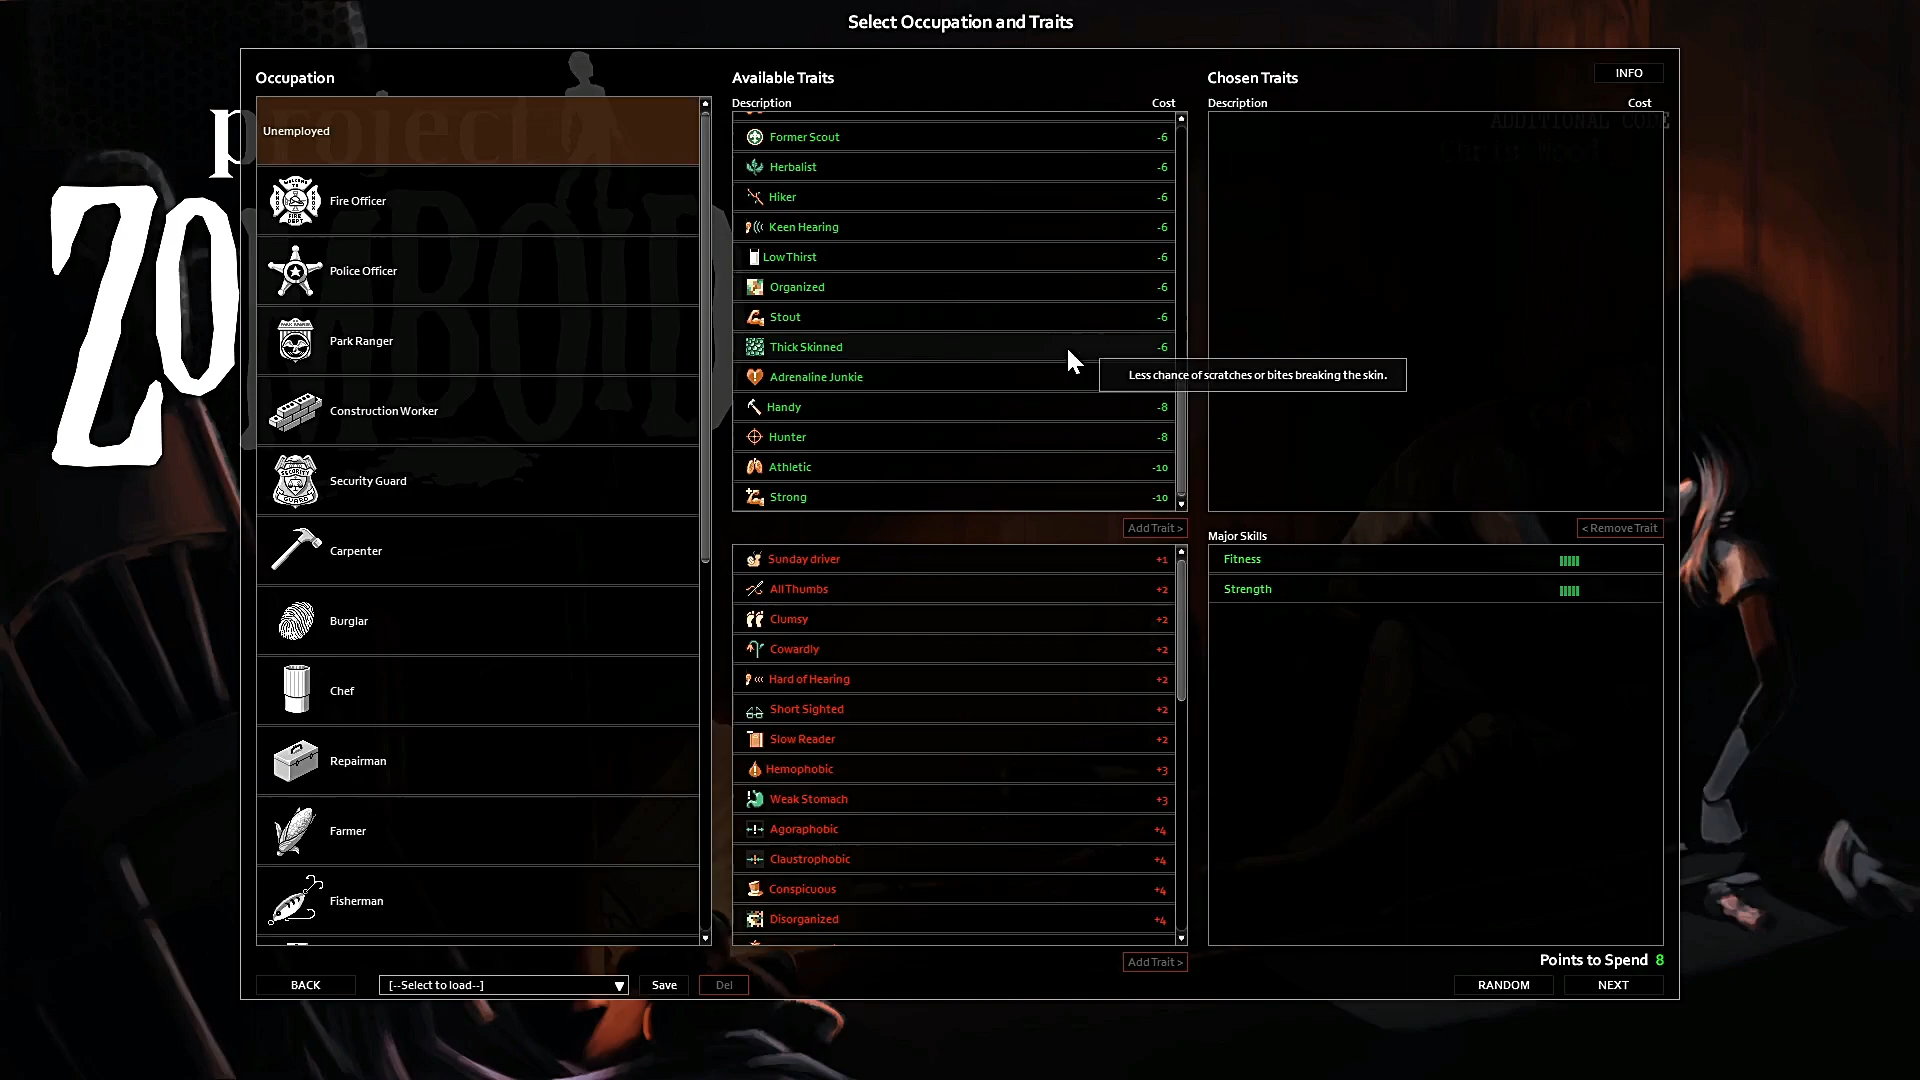 Select Occupation and Traits
Occupation
Unemployed
Fire Officer
Police Officer
Park Ranger
Construction Worker
Security Guard
Carpenter
Burglar
Chef
Repairman
Farmer
Fisherman
Available Traits
Description Cost
Former Scout -6
Herbalist -6
Hiker -6
Keen Hearing -6
Low Thirst -6
Organized -6
Stout -6
Thick Skinned -6
Adrenaline Junkie
Less chance of scratches or bites breaking the skin.
Handy -8
Hunter -8
Athletic -10
Strong -10
Add Trait >
Sunday driver +1
All Thumbs +2
Clumsy +2
Cowardly +2
Hard of Hearing +2
Short Sighted +2
Slow Reader +2
Hemophobic +3
Weak Stomach +3
Agoraphobic +4
Claustrophobic +4
Conspicuous +4
Disorganized +4
Add Trait >
Chosen Traits
INFO
Description Cost
ADDITIONAL CODE
< Remove Trait
Major Skills
Fitness
Strength
Points to Spend 8
BACK
[--Select to load--]
Save
Del
RANDOM
NEXT
project
ZOMBOID